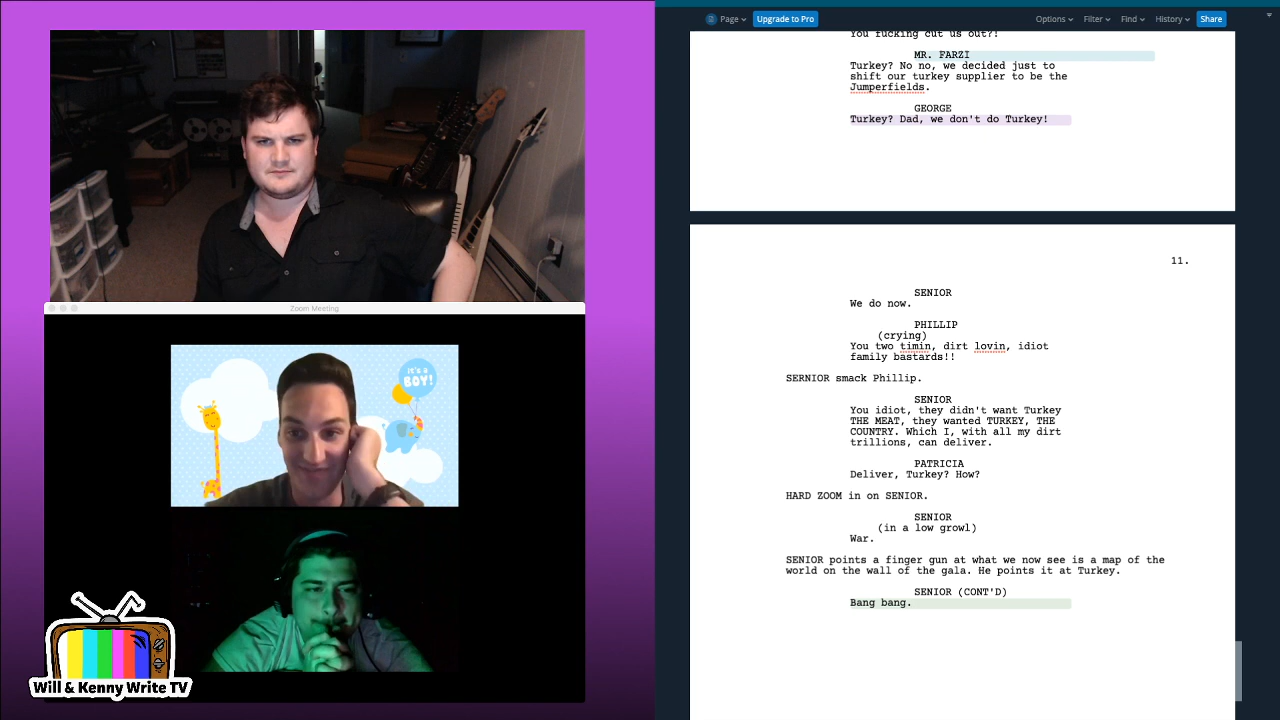 Zoom Meeting
it's a
BOY!
Will & Kenny Write TV
Page
Upgrade to Pro
Options
Filter
Find
History
Share
You fucking cut us out?!
MR. FARZI
Turkey? No no, we decided just to
shift our turkey supplier to be the
Jumperfields.
GEORGE
Turkey? Dad, we don't do Turkey!
11.
SENIOR
We do now.
PHILLIP
(crying)
You two timin, dirt lovin, idiot
family bastards!!
SERNIOR smack Phillip.
SENIOR
You idiot, they didn't want Turkey
THE MEAT, they wanted TURKEY, THE
COUNTRY. Which I, with all my dirt
trillions, can deliver.
PATRICIA
Deliver, Turkey? How?
HARD ZOOM in on SENIOR.
SENIOR
(in a low growl)
War.
SENIOR points a finger gun at what we now see is a map of the
world on the wall of the gala. He points it at Turkey.
SENIOR (CONT'D)
Bang bang.